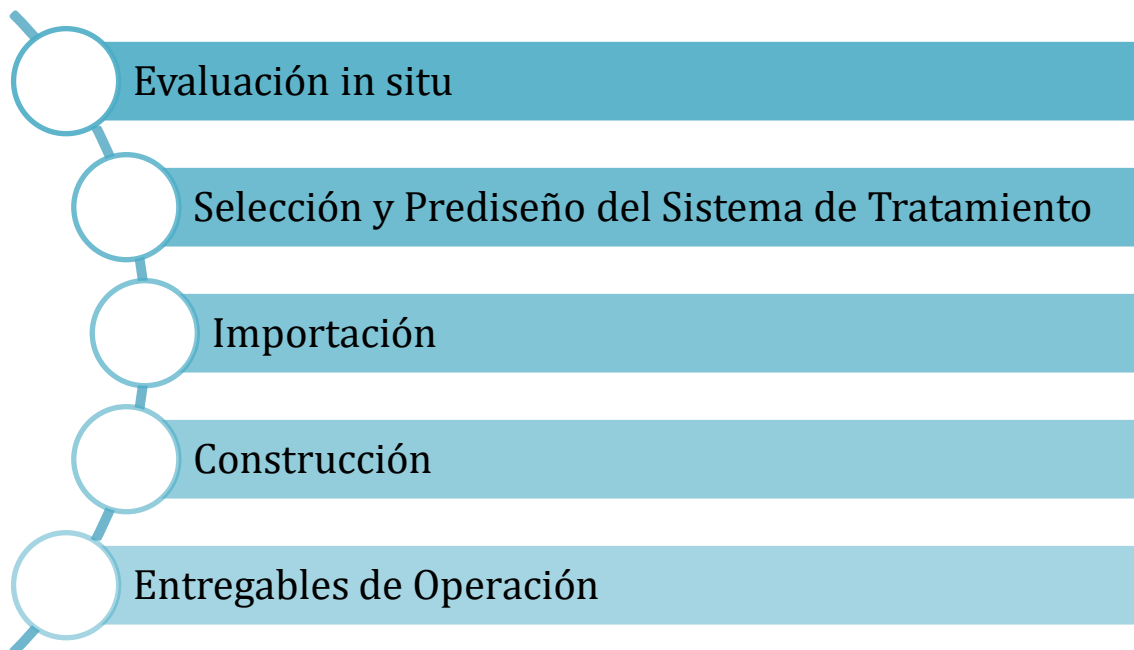 Evaluación in situ
Selección y Prediseño del Sistema de Tratamiento
Importación
Construcción
Entregables de Operación